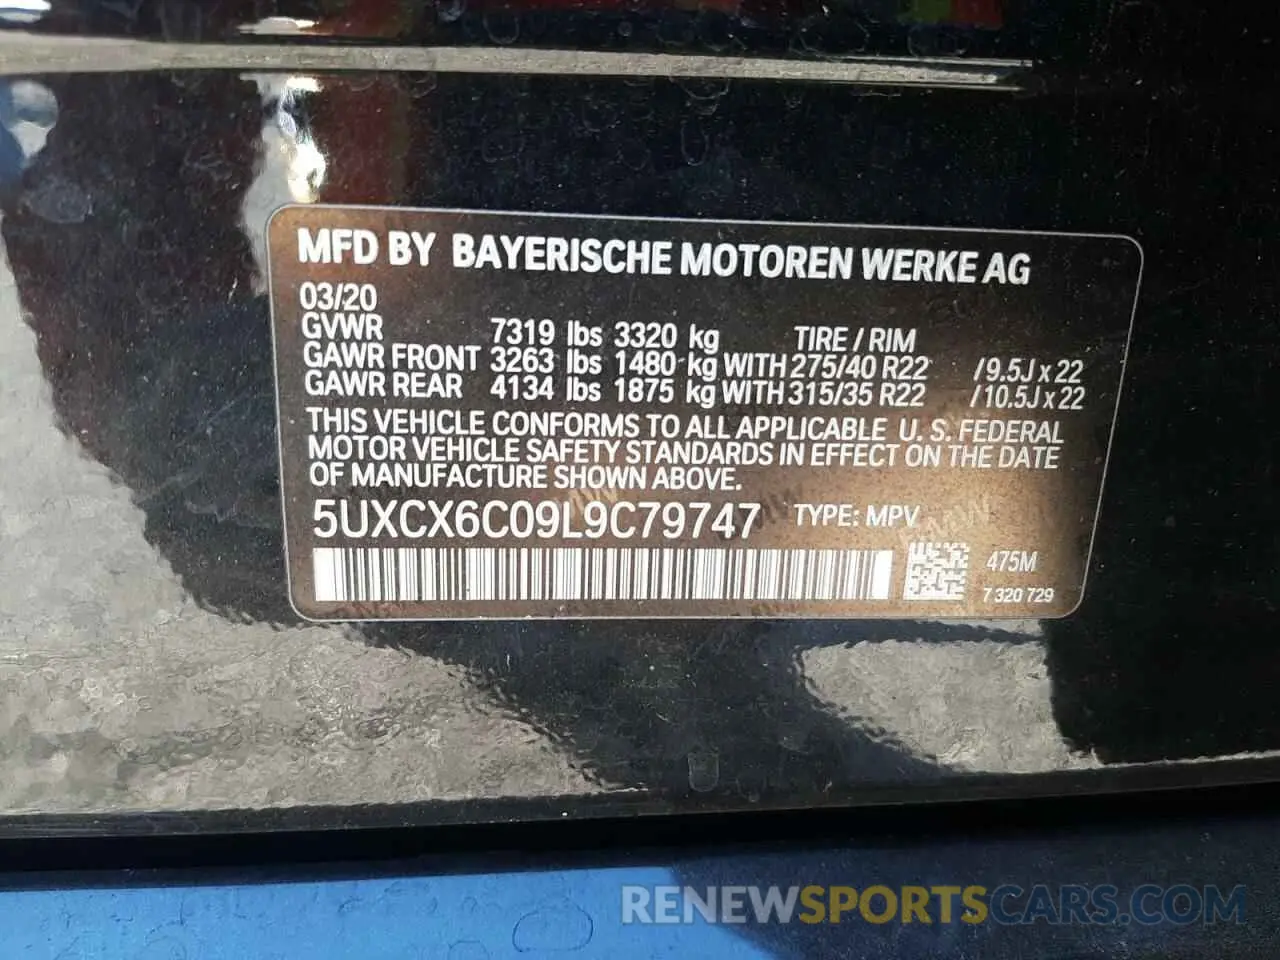 MFD BY BAYERISCHE MOTOREN WERKE AG
03/20
GVWR 7319 lbs 3320 kg TIRE / RIM
GAWR FRONT 3263 lbs 1480 kg WITH 275/40 R22 /9.5J x 22
GAWR REAR 4134 lbs 1875 kg WITH 315/35 R22 /10.5J x 22
THIS VEHICLE CONFORMS TO ALL APPLICABLE U. S. FEDERAL
MOTOR VEHICLE SAFETY STANDARDS IN EFFECT ON THE DATE
OF MANUFACTURE SHOWN ABOVE.
5UXCX6C09L9C79747 TYPE: MPV
475M
7 320 729
RENEWSPORTSCARS.COM